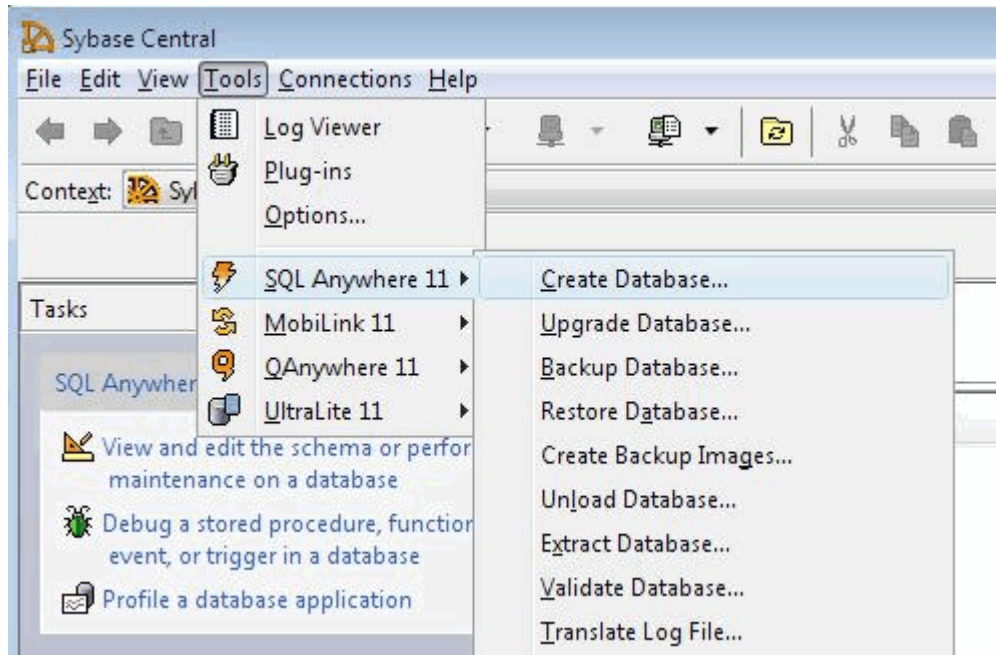 Sybase Central
File Edit View Tools Connections Help
Log Viewer
Plug-ins
Options...
Context:
SQL Anywhere 11
MobiLink 11
QAnywhere 11
UltraLite 11
Create Database...
Upgrade Database...
Backup Database...
Restore Database...
Create Backup Images...
Unload Database...
Extract Database...
Validate Database...
Translate Log File...
Tasks
SQL
View and edit the schema or
maintenance on a database
Debug a stored procedure,
event, or trigger in a database
Profile a database application